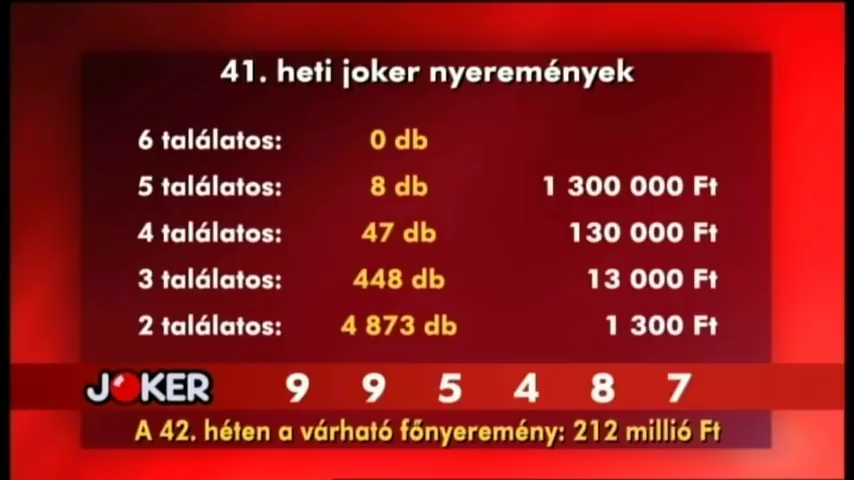 41. heti joker nyeremények
6 találatos: 0 db
5 találatos: 8 db 1 300 000 Ft
4 találatos: 47 db 130 000 Ft
3 találatos: 448 db 13 000 Ft
2 találatos: 4 873 db 1 300 Ft
JOKER 9 9 5 4 8 7
A 42. héten a várható főnyeremény: 212 millió Ft